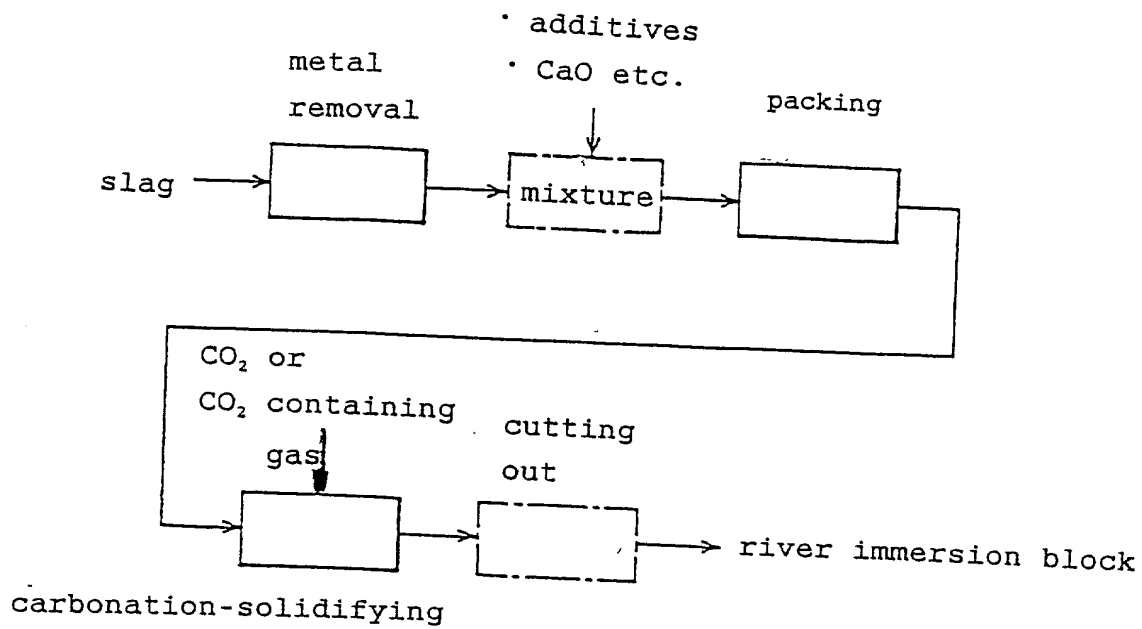 · additives
· CaO etc.
metal
removal
packing
slag
mixture
CO₂ or
CO₂ containing
gas
cutting
out
river immersion block
carbonation-solidifying